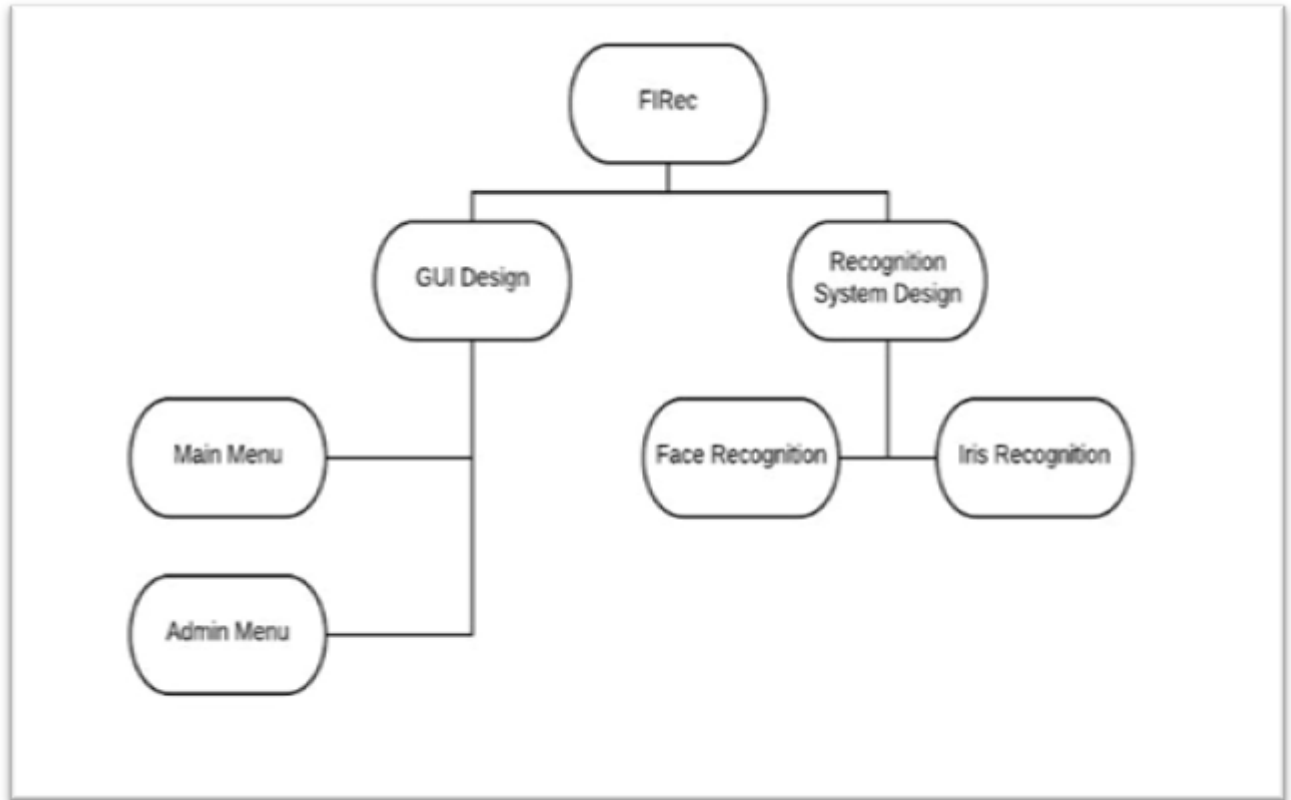 FIRec
GUI Design
Recognition
System Design
Main Menu
Face Recognition
Iris Recognition
Admin Menu